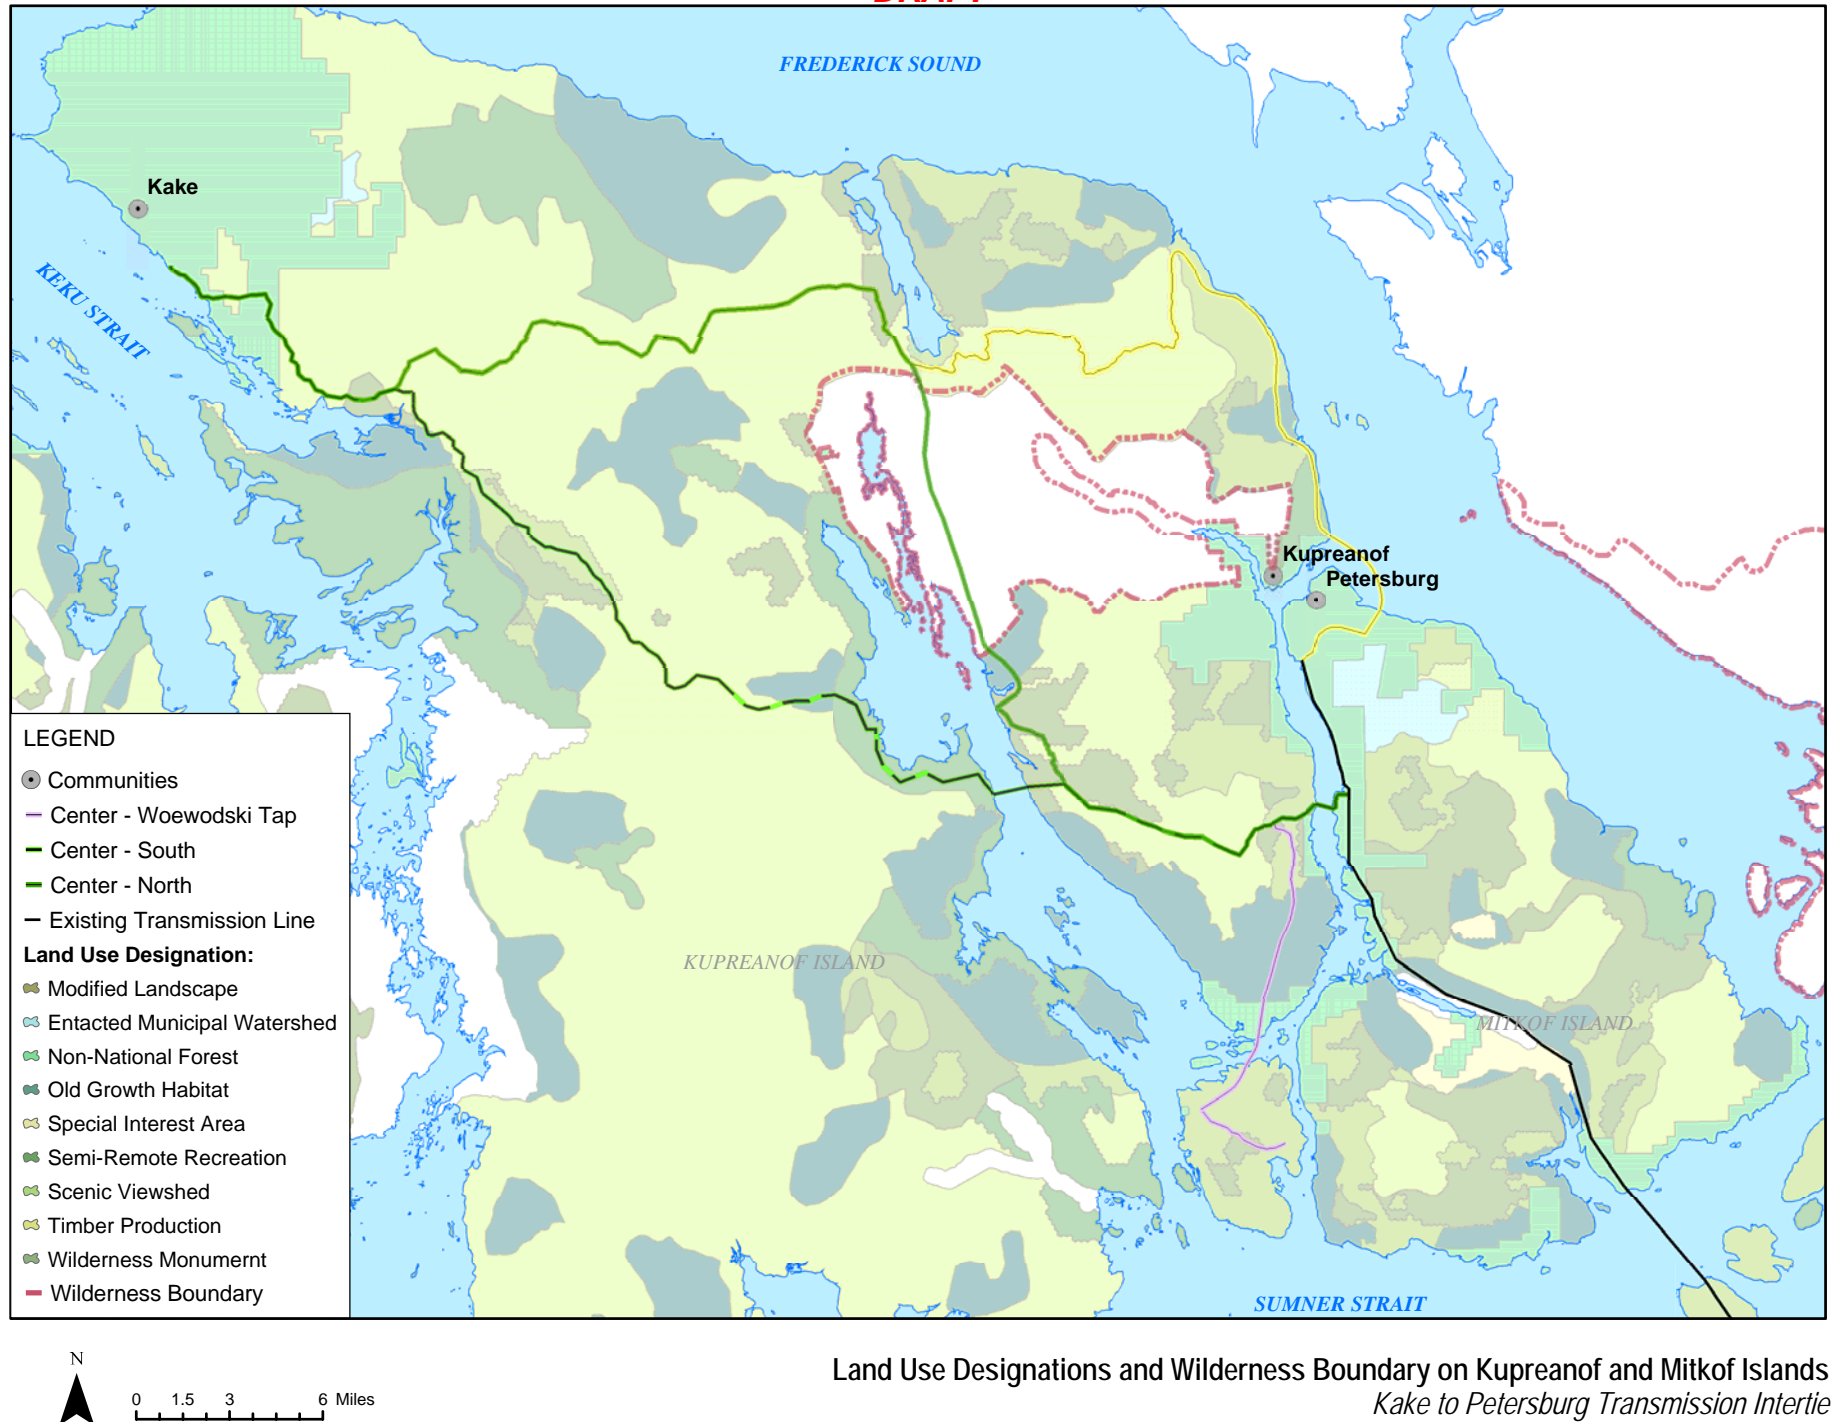 DRAFT
FREDERICK SOUND
Kake
KEKU STRAIT
Kupreanof
Petersburg
KUPREANOF ISLAND
MITKOF ISLAND
SUMNER STRAIT
LEGEND
Communities
Center - Woewodski Tap
Center - South
Center - North
Existing Transmission Line
Land Use Designation:
Modified Landscape
Entacted Municipal Watershed
Non-National Forest
Old Growth Habitat
Special Interest Area
Semi-Remote Recreation
Scenic Viewshed
Timber Production
Wilderness Monumernt
Wilderness Boundary
N
0 1.5 3 6 Miles
Land Use Designations and Wilderness Boundary on Kupreanof and Mitkof Islands
Kake to Petersburg Transmission Intertie